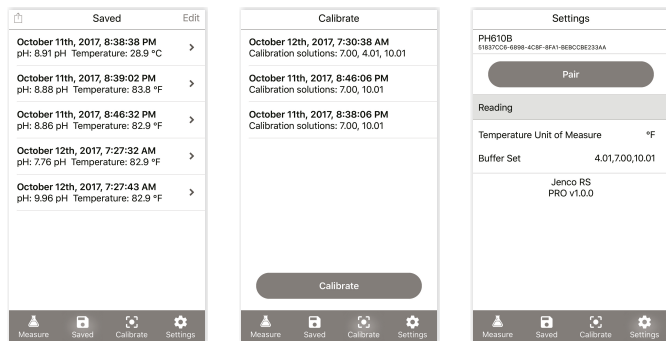 Saved
Edit
October 11th, 2017, 8:38:38 PM
pH: 8.91 pH Temperature: 28.9 °C
October 11th, 2017, 8:39:02 PM
pH: 8.88 pH Temperature: 83.8 °F
October 11th, 2017, 8:46:32 PM
pH: 8.86 pH Temperature: 82.9 °F
October 12th, 2017, 7:27:32 AM
pH: 7.76 pH Temperature: 82.9 °F
October 12th, 2017, 7:27:43 AM
pH: 9.96 pH Temperature: 82.9 °F
Measure Saved Calibrate Settings
Calibrate
October 12th, 2017, 7:30:38 AM
Calibration solutions: 7.00, 4.01, 10.01
October 11th, 2017, 8:46:06 PM
Calibration solutions: 7.00, 10.01
October 11th, 2017, 8:38:06 PM
Calibration solutions: 7.00, 10.01
Calibrate
Measure Saved Calibrate Settings
Settings
PH610B
51837CC6-6898-4C8F-8FA1-BEBCCBE233AA
Pair
Reading
Temperature Unit of Measure °F
Buffer Set 4.01,7.00,10.01
Jenco RS
PRO v1.0.0
Measure Saved Calibrate Settings